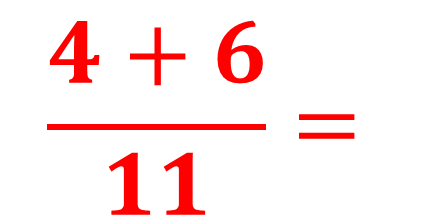 4 + 6
11 =